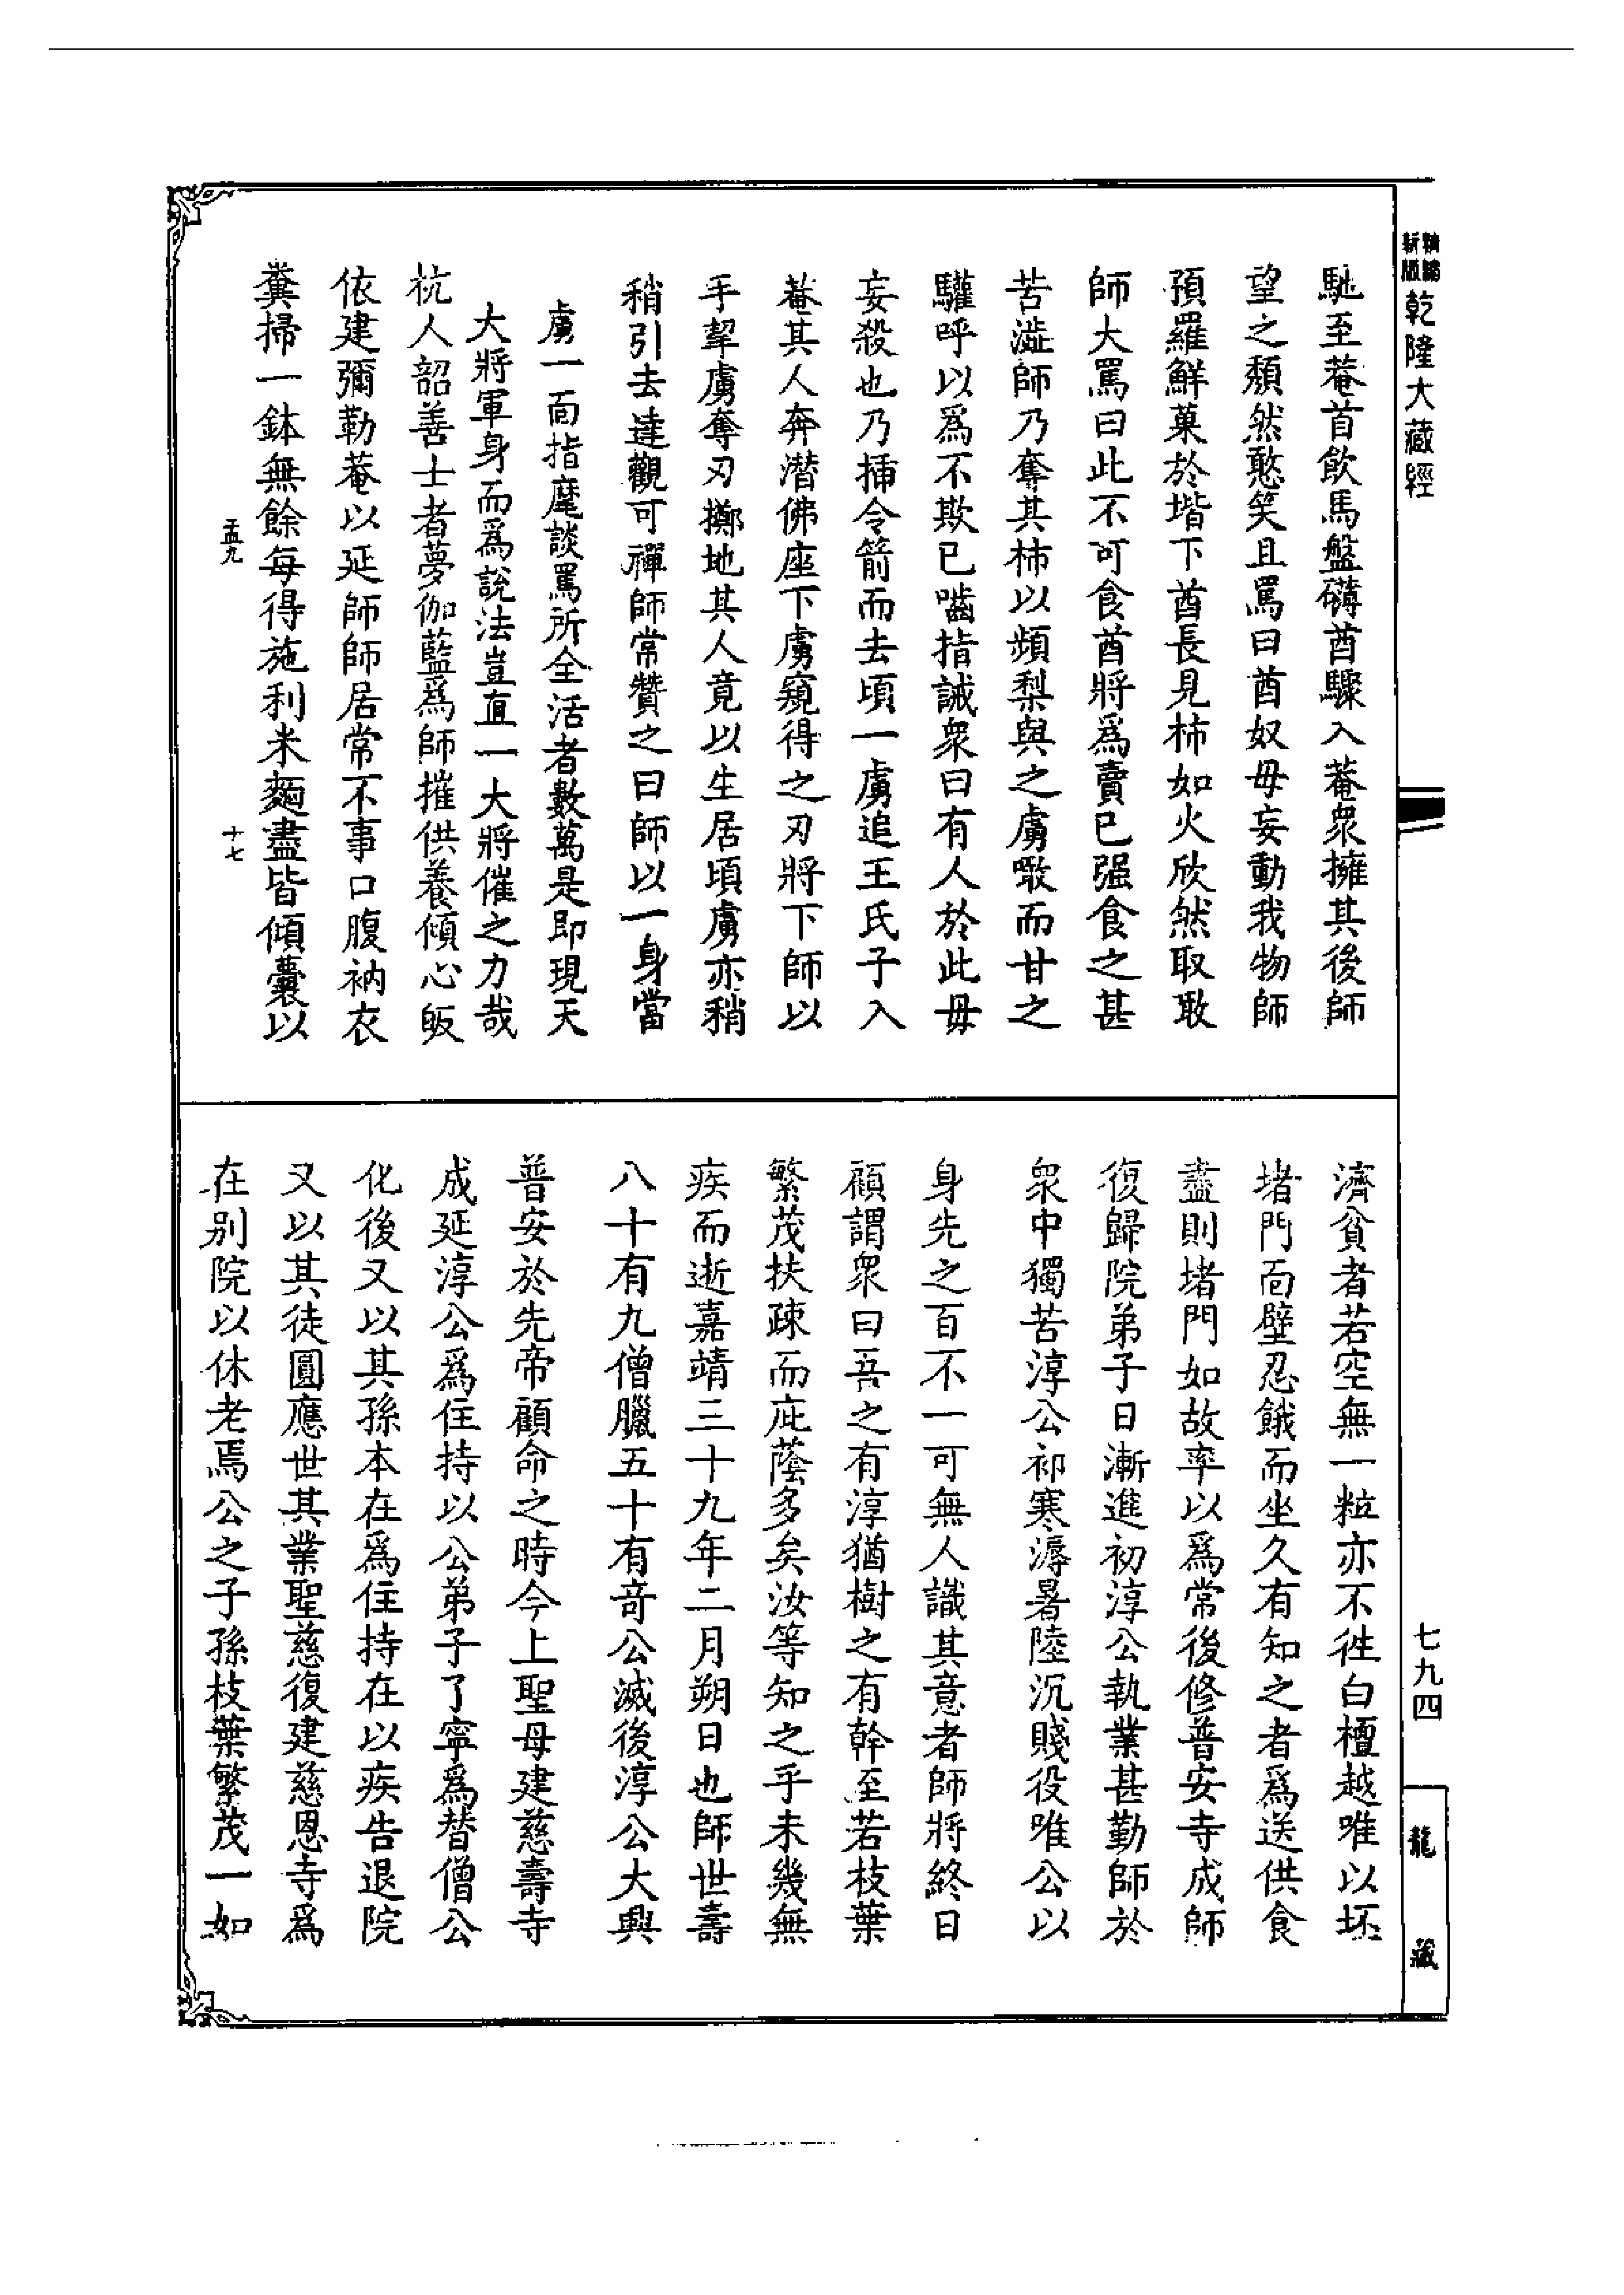 精編新版
乾隆大藏經
馳至菴首飲馬盤礴酋驟入菴衆擁其後師
望之頹然憨笑且罵曰酋奴毋妄動我物師
預羅鮮菓於堦下酋長見柿如火欣然取噉
師大罵曰此不可食酋將爲賣已强食之甚
苦澁師乃奪其柿以頻梨與之虜噉而甘之
驩呼以爲不欺已嚙指誡衆曰有人於此毋
妄殺也乃揷令箭而去頃一虜追王氏子入
菴其人奔潛佛座下虜窺得之刃將下師以
手掣虜奪刃擲地其人竟以生居頃虜亦稍
稍引去達觀可禪師常贊之曰師以一身當
虜一面指麾談罵所全活者數萬是即現天
大將軍身而爲說法豈直一大將催之力哉
杭人韶善士者夢伽藍爲師摧供養傾心皈
依建彌勒菴以延師師居常不事口腹衲衣
糞掃一鉢無餘每得施利米麵盡皆傾囊以
孟九
十七
濟貧者若空無一粒亦不徃白檀越唯以坯
堵門面壁忍餓而坐久有知之者爲送供食
盡則堵門如故率以爲常後修普安寺成師
復歸院弟子日漸進初淳公執業甚勤師於
衆中獨苦淳公祁寒溽暑陸沉賤役唯公以
身先之百不一可無人識其意者師將終日
顧謂衆曰吾之有淳猶樹之有幹至若枝葉
繁茂扶疎而庇蔭多矣汝等知之乎未幾無
疾而逝嘉靖三十九年二月朔日也師世壽
八十有九僧臘五十有竒公滅後淳公大興
普安於先帝顧命之時今上聖母建慈壽寺
成延淳公爲住持以公弟子了寧爲替僧公
化後又以其孫本在爲住持在以疾告退院
又以其徒圓應世其業聖慈復建慈恩寺爲
在别院以休老焉公之子孫枝葉繁茂一如
七九四
龍藏